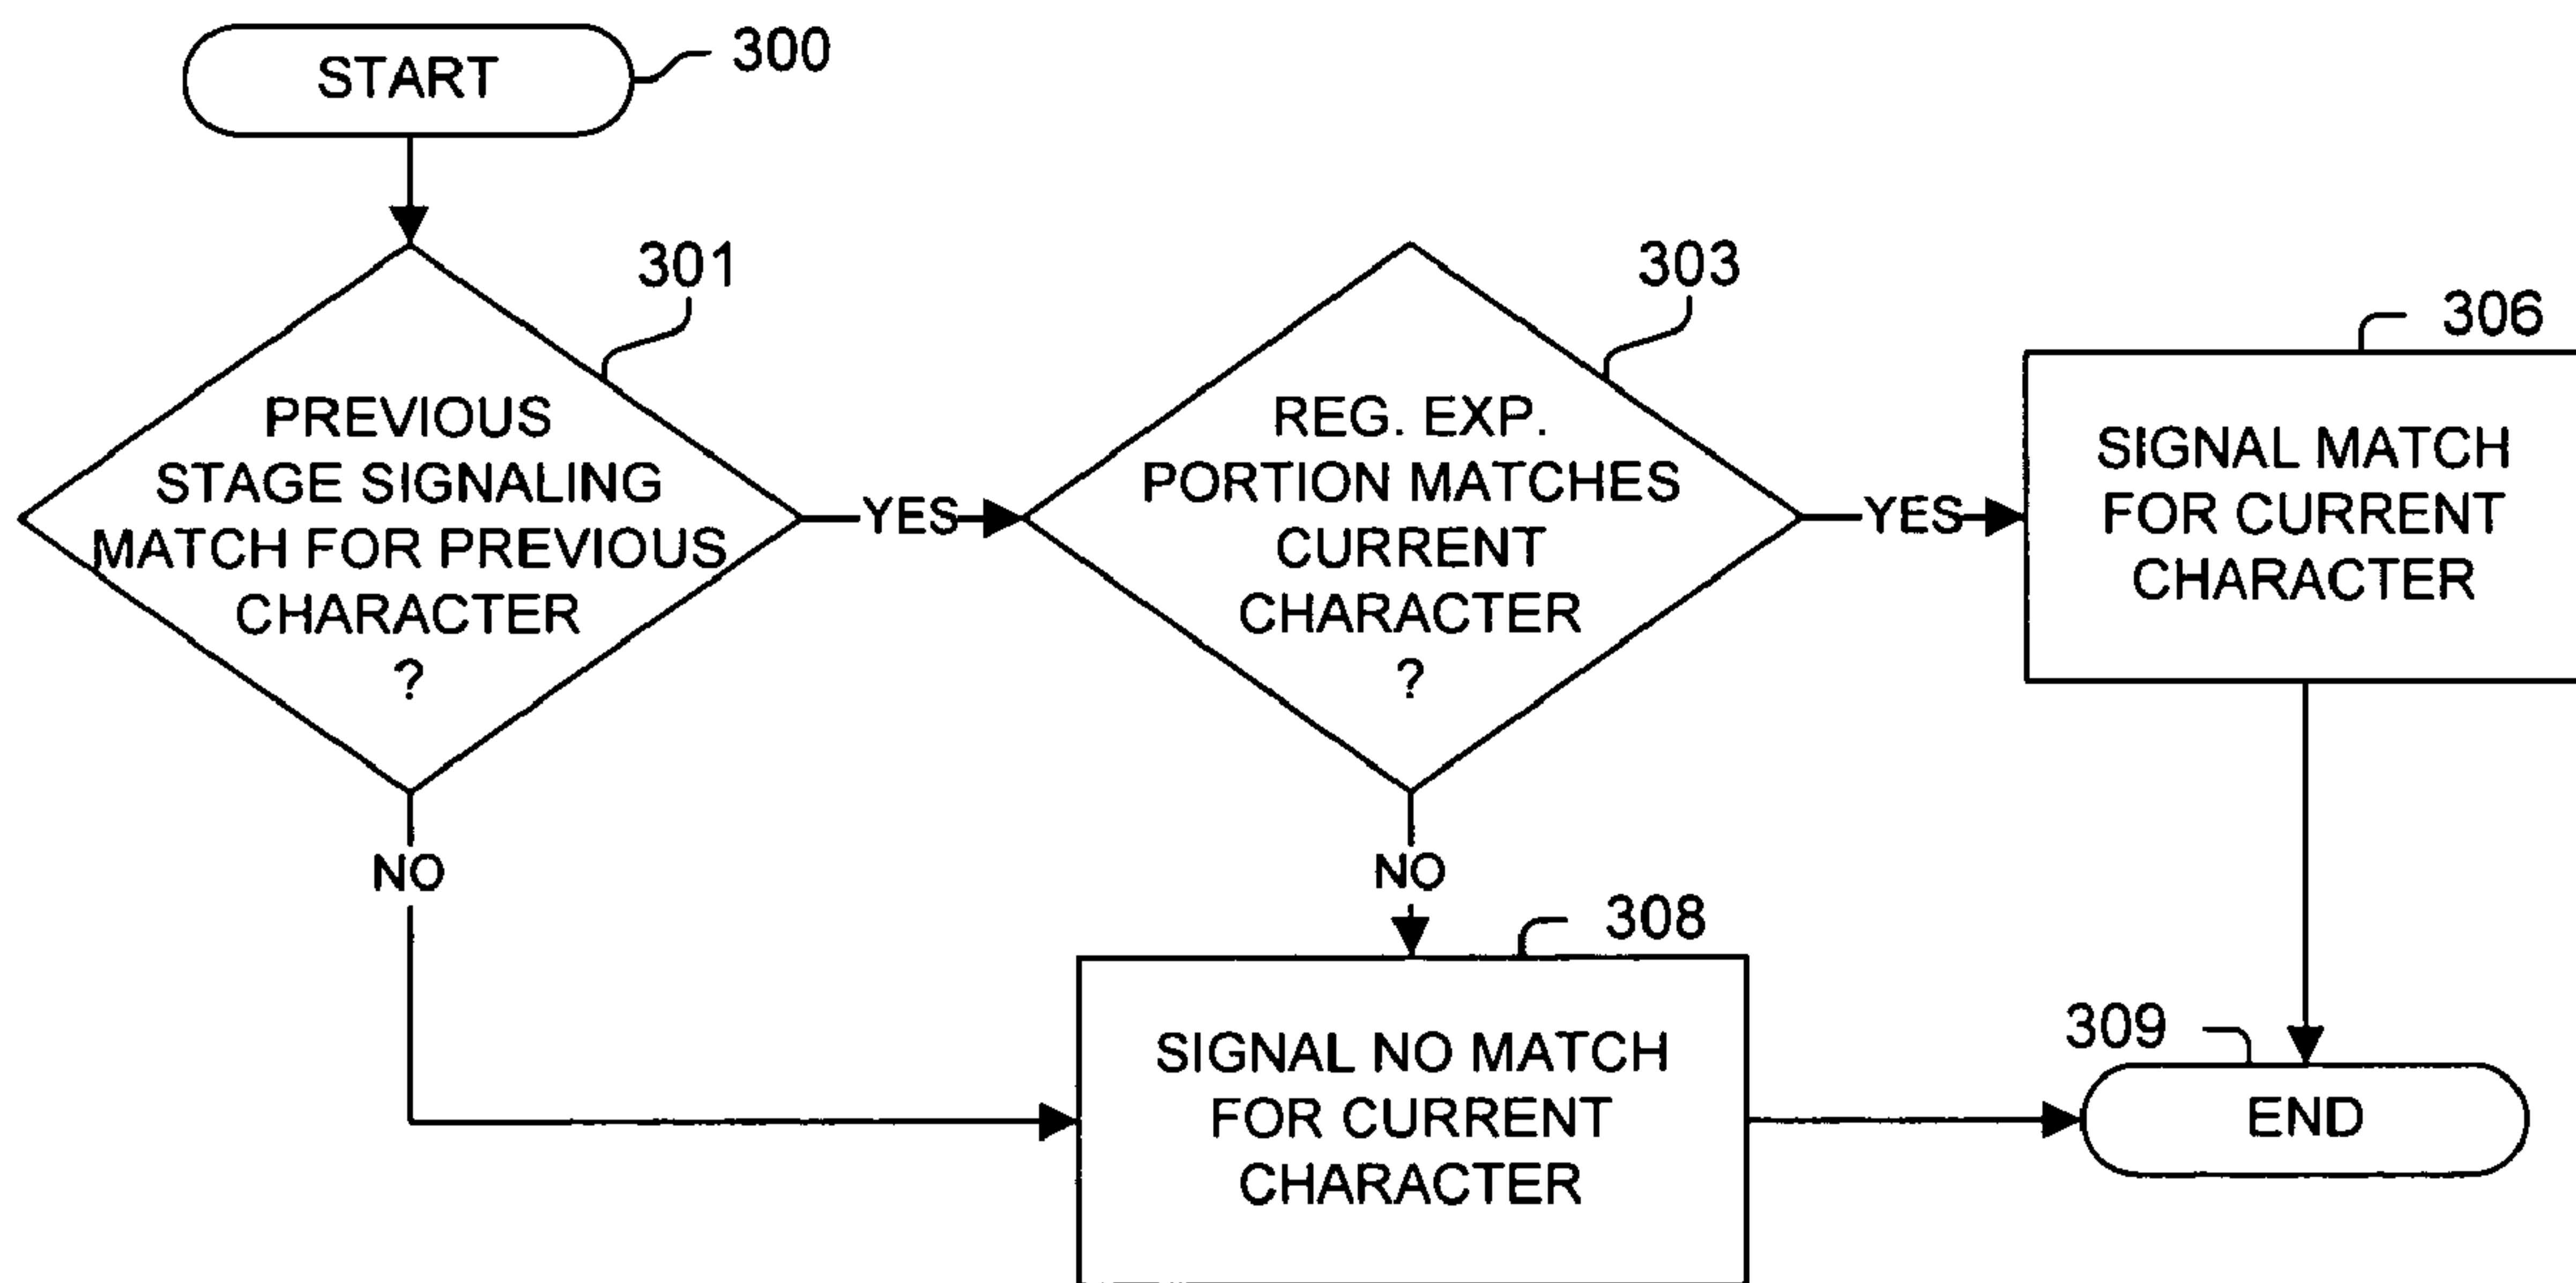 START
300
301
PREVIOUS
STAGE SIGNALING
MATCH FOR PREVIOUS
CHARACTER
?
YES
NO
303
REG. EXP.
PORTION MATCHES
CURRENT
CHARACTER
?
YES
NO
306
SIGNAL MATCH
FOR CURRENT
CHARACTER
308
SIGNAL NO MATCH
FOR CURRENT
CHARACTER
309
END